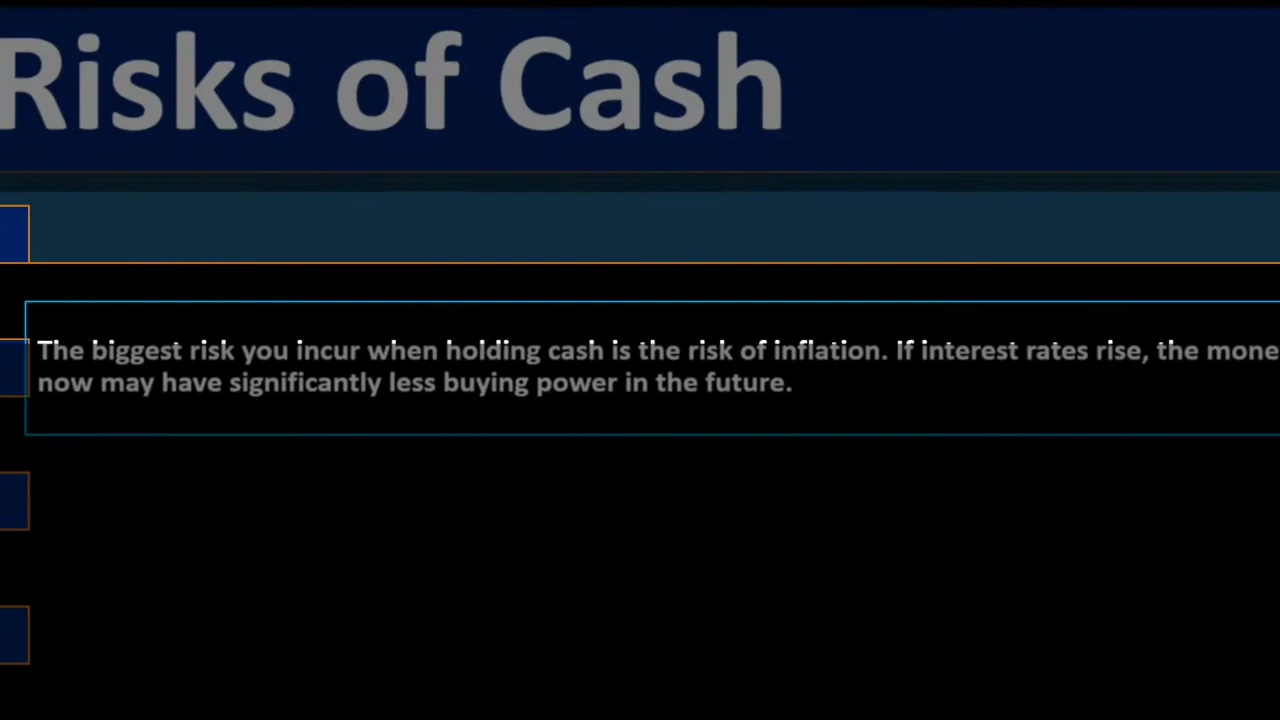 Risks of Cash
The biggest risk you incur when holding cash is the risk of inflation. If interest rates rise, the mone
now may have significantly less buying power in the future.